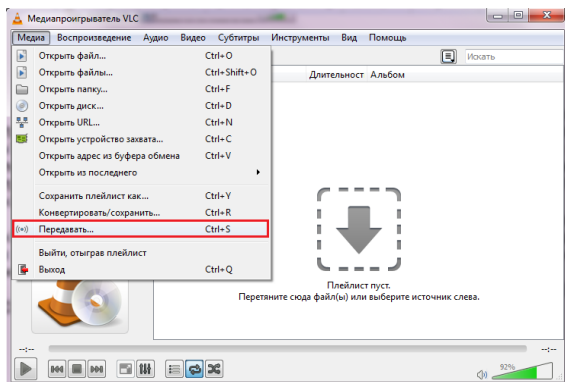 Медиапроигрыватель VLC
Медиа Воспроизведение Аудио Видео Субтитры Инструменты Вид Помощь
Искать
Длительност Альбом
Открыть файл... Ctrl+O
Открыть файлы... Ctrl+Shift+O
Открыть папку... Ctrl+F
Открыть диск... Ctrl+D
Открыть URL... Ctrl+N
Открыть устройство захвата... Ctrl+C
Открыть адрес из буфера обмена Ctrl+V
Открыть из последнего
Сохранить плейлист как... Ctrl+Y
Конвертировать/сохранить... Ctrl+R
Передавать... Ctrl+S
Выйти, отыграв плейлист
Выход Ctrl+Q
Плейлист пуст.
Перетяните сюда файл(ы) или выберите источник слева.
--:-- --:--
92%